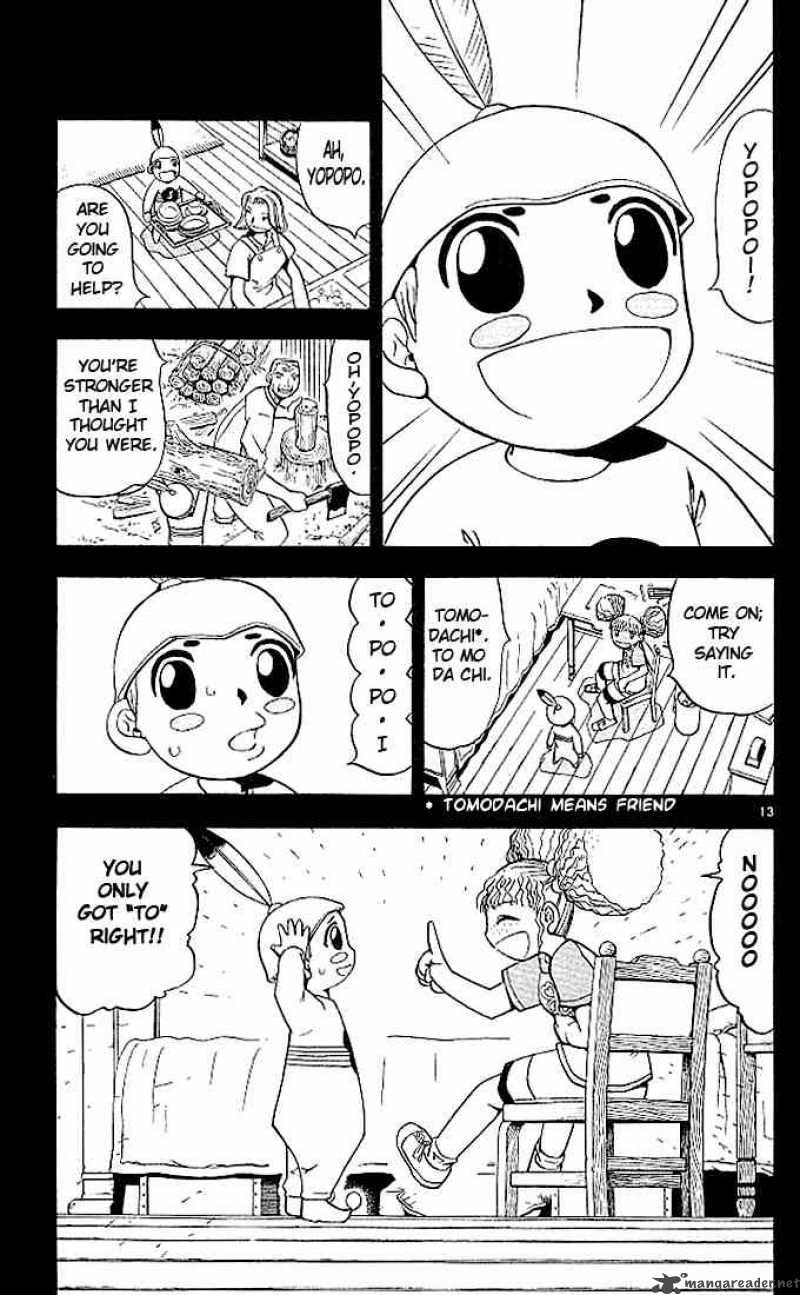 YOPOPOI!
AH,
YOPOPO.
ARE
YOU
GOING
TO
HELP?
OH, YOPOPO.
YOU'RE
STRONGER
THAN I
THOUGHT
YOU WERE.
COME ON;
TRY
SAYING
IT.
TOMO-
DACHI*.
TO MO
DA CHI.
* TOMODACHI MEANS FRIEND
TO
•
PO
•
PO
•
I
13
NOOOOO
YOU
ONLY
GOT "TO"
RIGHT!!
mangareader.net